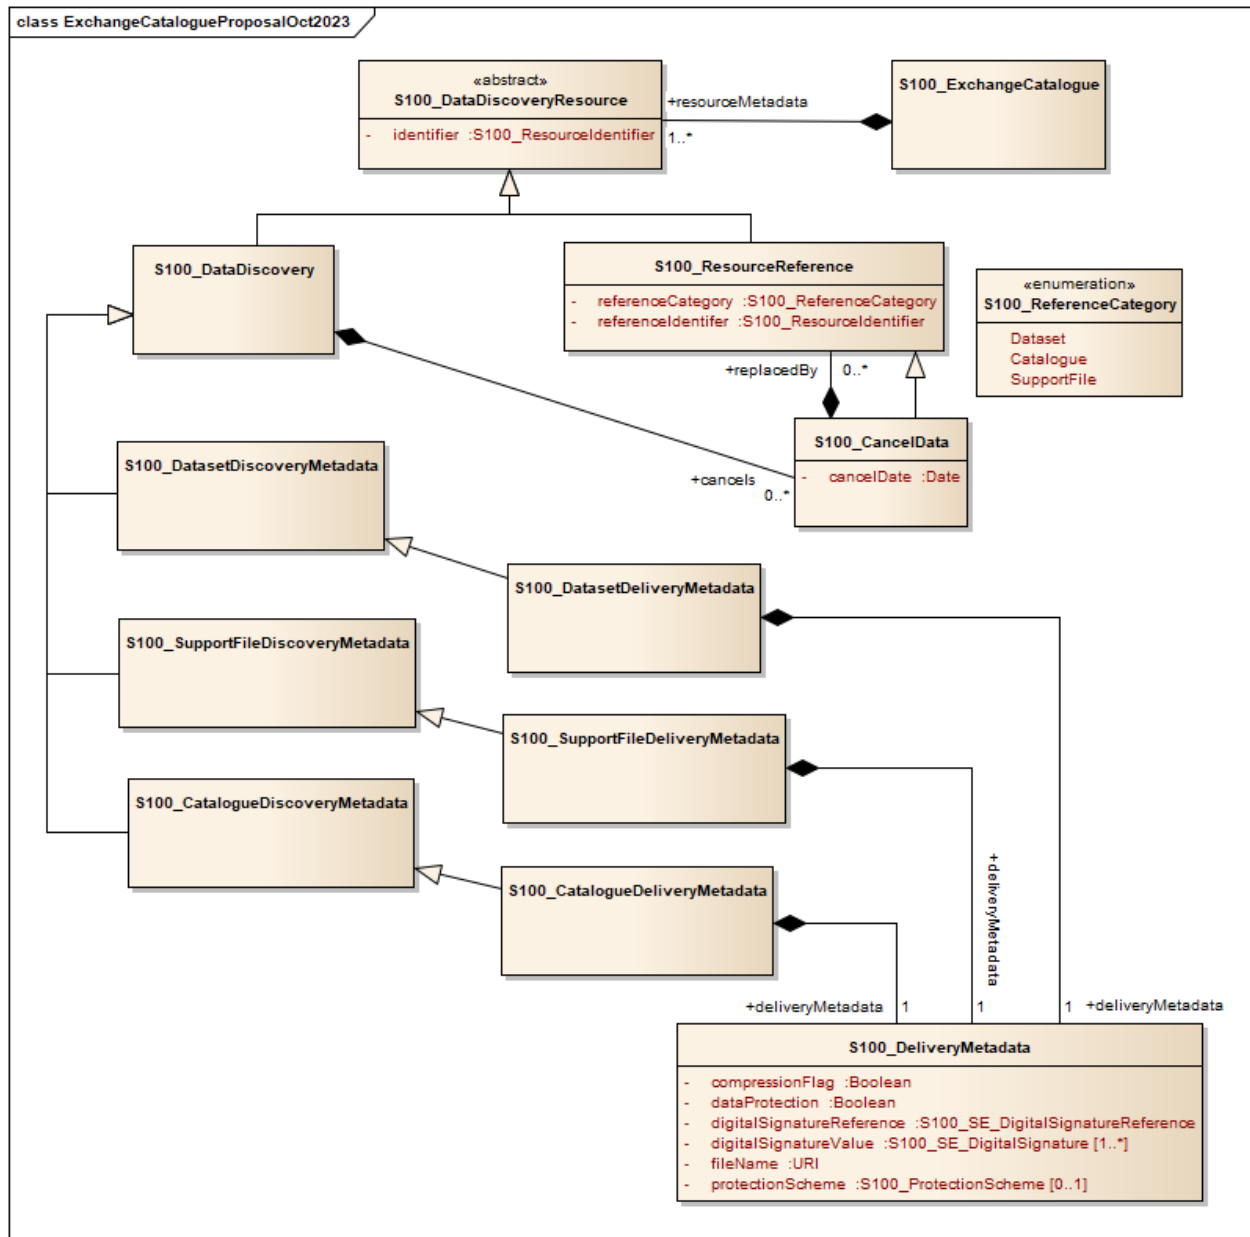 class ExchangeCatalogueProposalOct2023
«abstract»
S100_DataDiscoveryResource
- identifier :S100_ResourceIdentifier
+resourceMetadata
1..*
S100_ExchangeCatalogue
S100_DataDiscovery
S100_ResourceReference
- referenceCategory :S100_ReferenceCategory
- referenceIdentifer :S100_ResourceIdentifier
«enumeration»
S100_ReferenceCategory
Dataset
Catalogue
SupportFile
+replacedBy
0..*
S100_CancelData
- cancelDate :Date
+cancels
0..*
S100_DatasetDiscoveryMetadata
S100_DatasetDeliveryMetadata
S100_SupportFileDiscoveryMetadata
S100_SupportFileDeliveryMetadata
S100_CatalogueDiscoveryMetadata
S100_CatalogueDeliveryMetadata
+deliveryMetadata
+deliveryMetadata
1
1
1
+deliveryMetadata
S100_DeliveryMetadata
- compressionFlag :Boolean
- dataProtection :Boolean
- digitalSignatureReference :S100_SE_DigitalSignatureReference
- digitalSignatureValue :S100_SE_DigitalSignature [1..*]
- fileName :URI
- protectionScheme :S100_ProtectionScheme [0..1]